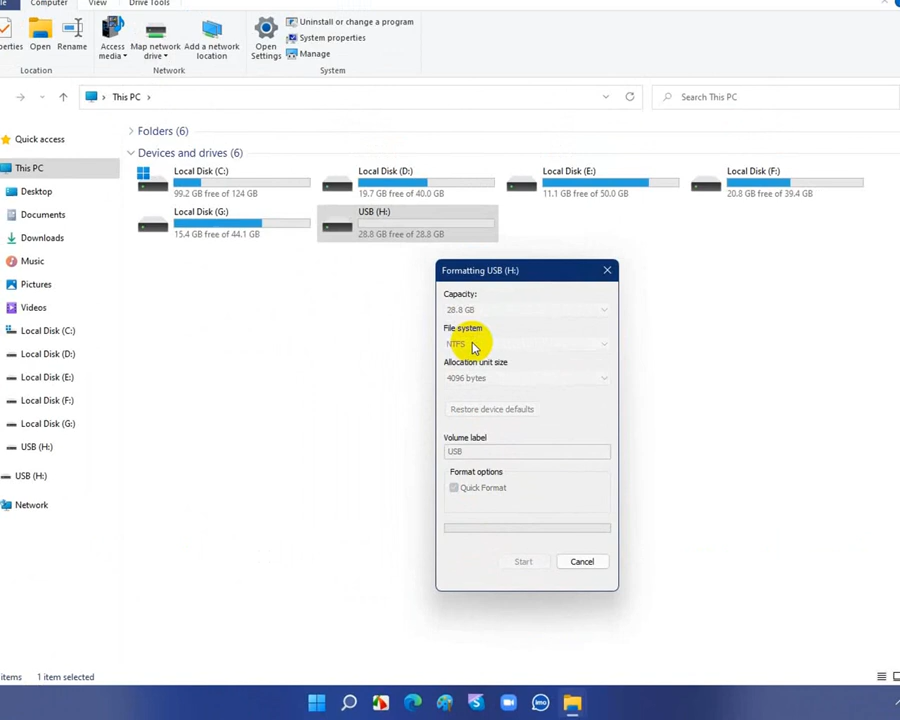 Computer View Drive Tools
Open Rename
Access media
Map network drive
Add a network location
Open Settings
Uninstall or change a program
System properties
Manage
Location Network System
This PC
Search This PC
Quick access
This PC
Desktop
Documents
Downloads
Music
Pictures
Videos
Local Disk (C:)
Local Disk (D:)
Local Disk (E:)
Local Disk (F:)
Local Disk (G:)
USB (H:)
USB (H:)
Network
Folders (6)
Devices and drives (6)
Local Disk (C:)
99.2 GB free of 124 GB
Local Disk (D:)
19.7 GB free of 40.0 GB
Local Disk (E:)
11.1 GB free of 50.0 GB
Local Disk (F:)
20.8 GB free of 39.4 GB
Local Disk (G:)
15.4 GB free of 44.1 GB
USB (H:)
28.8 GB free of 28.8 GB
Formatting USB (H:)
Capacity:
28.8 GB
File system
NTFS
Allocation unit size
4096 bytes
Restore device defaults
Volume label
USB
Format options
Quick Format
Start Cancel
items 1 item selected
imo